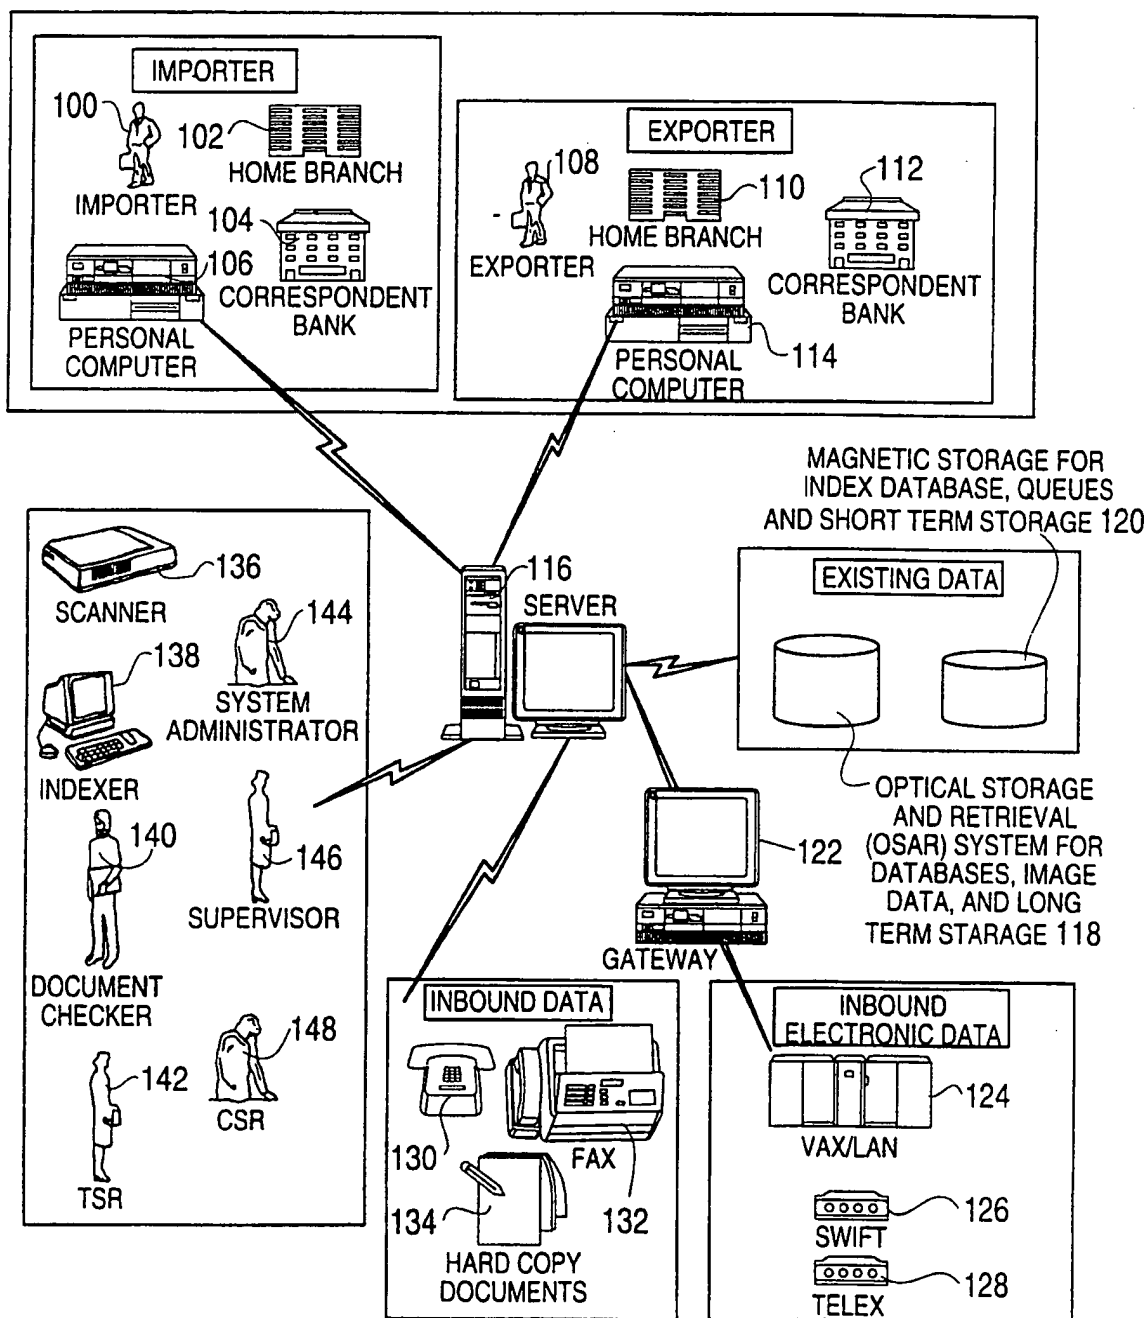 IMPORTER
100
102
HOME BRANCH
IMPORTER
104
106
CORRESPONDENT
BANK
PERSONAL
COMPUTER
EXPORTER
108
110
112
HOME BRANCH
EXPORTER
CORRESPONDENT
BANK
114
PERSONAL
COMPUTER
MAGNETIC STORAGE FOR
INDEX DATABASE, QUEUES
AND SHORT TERM STORAGE 120
136
SCANNER
144
138
SYSTEM
ADMINISTRATOR
INDEXER
140
146
SUPERVISOR
DOCUMENT
CHECKER
148
142
CSR
TSR
116
SERVER
EXISTING DATA
OPTICAL STORAGE
AND RETRIEVAL
(OSAR) SYSTEM FOR
DATABASES, IMAGE
DATA, AND LONG
TERM STARAGE 118
122
GATEWAY
INBOUND DATA
130
FAX
134
132
HARD COPY
DOCUMENTS
INBOUND
ELECTRONIC DATA
124
VAX/LAN
126
SWIFT
128
TELEX